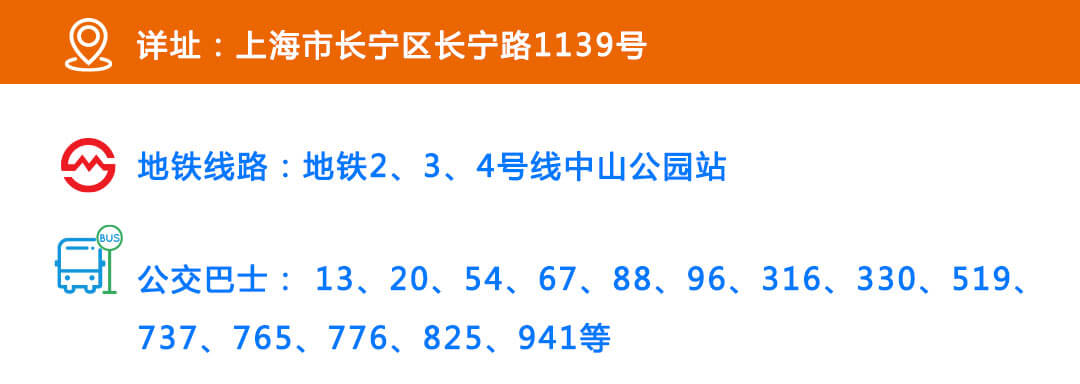 详址：上海市长宁区长宁路1139号
地铁线路：地铁2、3、4号线中山公园站
BUS
公交巴士： 13、20、54、67、88、96、316、330、519、
737、765、776、825、941等